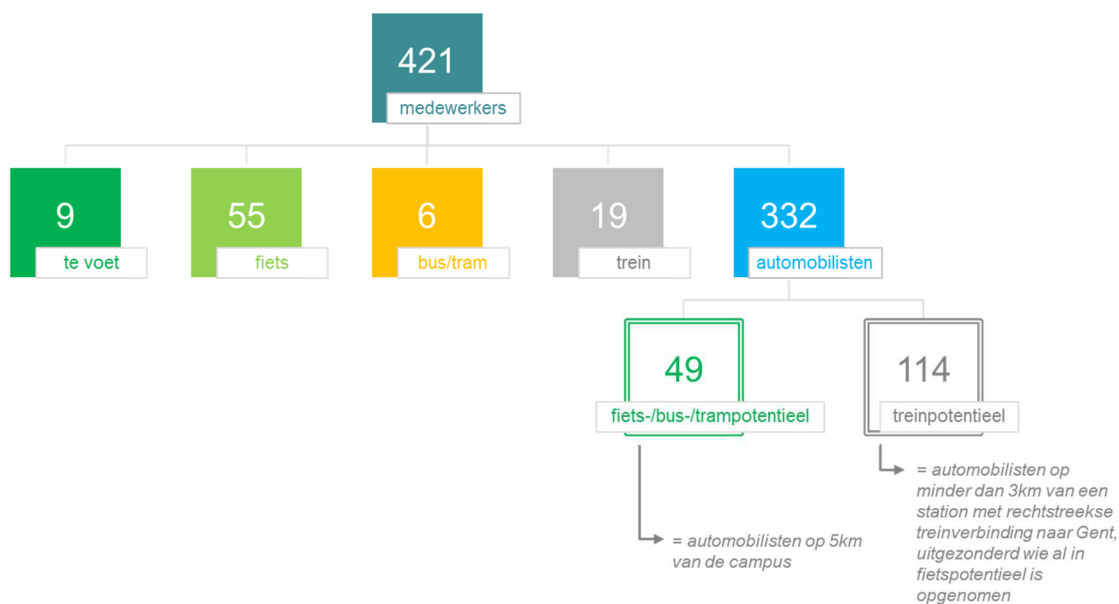 421
medewerkers
9
te voet
55
fiets
6
bus/tram
19
trein
332
automobilisten
49
fiets-/bus-/trampotentieel
114
treinpotentieel
= automobilisten op 5km
van de campus
= automobilisten op
minder dan 3km van een
station met rechtstreekse
treinverbinding naar Gent,
uitgezonderd wie al in
fietspotentieel is
opgenomen